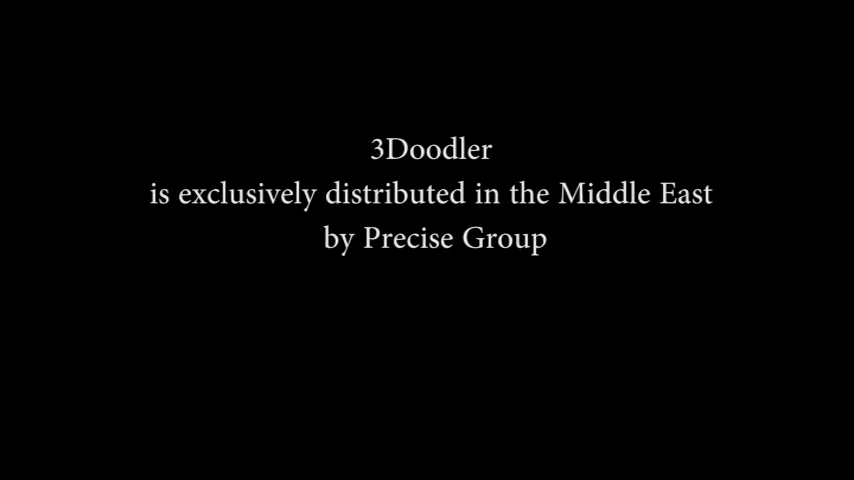 3Doodler
is exclusively distributed in the Middle East
by Precise Group